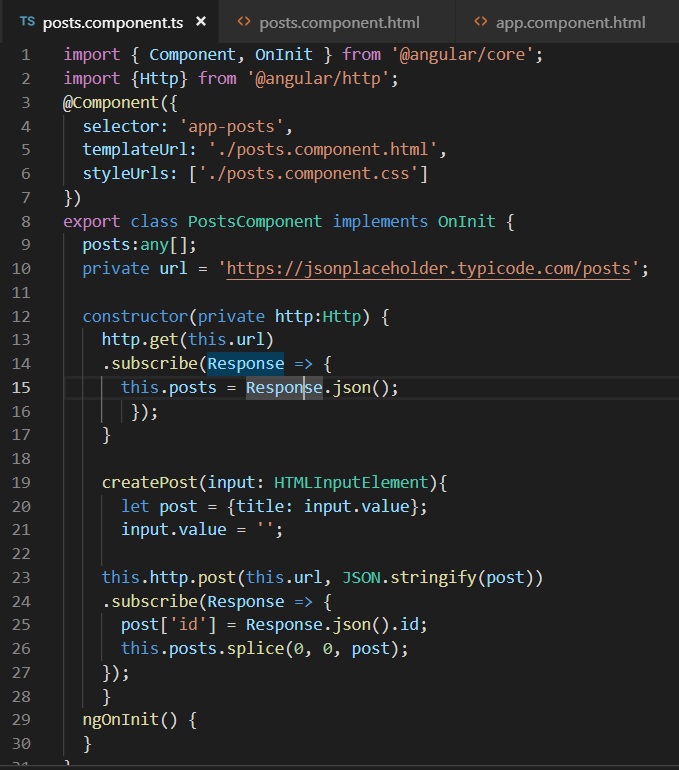 TS posts.component.ts × <> posts.component.html <> app.component.html
1 import { Component, OnInit } from '@angular/core';
2 import {Http} from '@angular/http';
3 @Component({
4   selector: 'app-posts',
5   templateUrl: './posts.component.html',
6   styleUrls: ['./posts.component.css']
7 })
8 export class PostsComponent implements OnInit {
9   posts:any[];
10   private url = 'https://jsonplaceholder.typicode.com/posts';
11
12   constructor(private http:Http) {
13     http.get(this.url)
14     .subscribe(Response => {
15       this.posts = Response.json();
16        });
17     }
18
19     createPost(input: HTMLInputElement){
20       let post = {title: input.value};
21       input.value = '';
22
23     this.http.post(this.url, JSON.stringify(post))
24     .subscribe(Response => {
25       post['id'] = Response.json().id;
26       this.posts.splice(0, 0, post);
27     });
28     }
29   ngOnInit() {
30   }
31 }